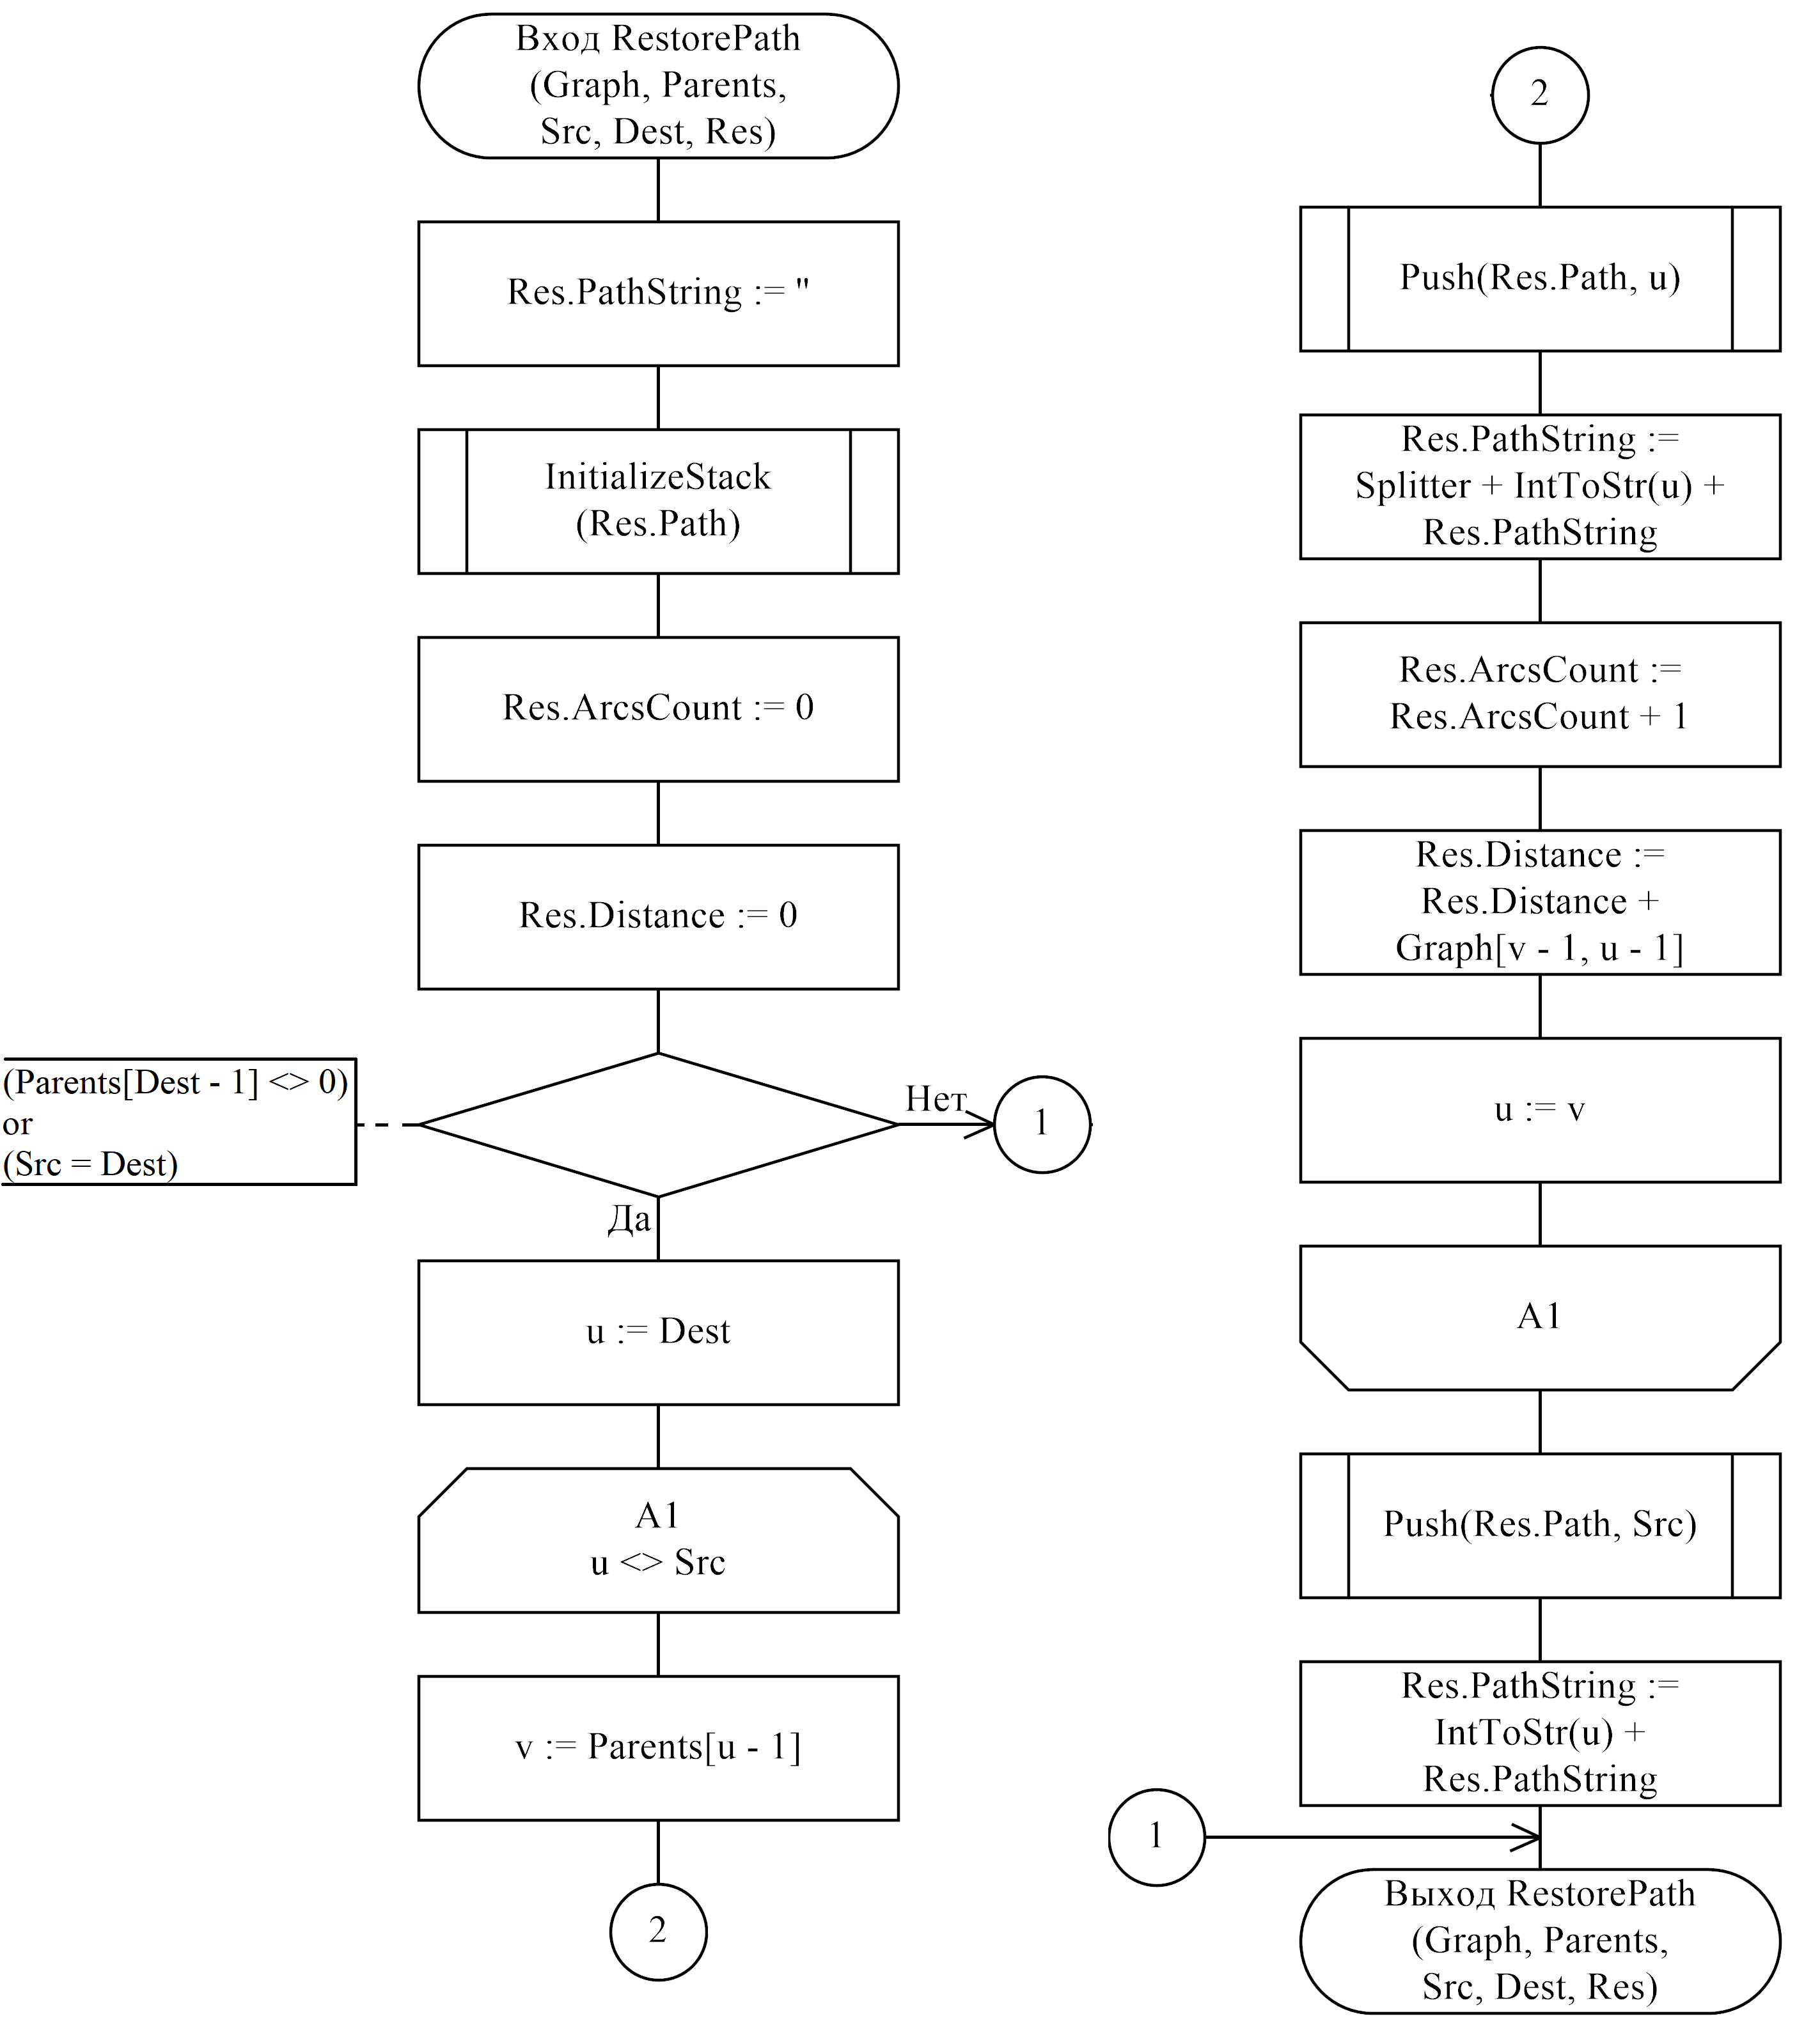 Вход RestorePath
(Graph, Parents,
Src, Dest, Res)
Res.PathString := ''
InitializeStack
(Res.Path)
Res.ArcsCount := 0
Res.Distance := 0
(Parents[Dest - 1] <> 0)
or
(Src = Dest)
Нет
1
Да
u := Dest
A1
u <> Src
v := Parents[u - 1]
2
2
Push(Res.Path, u)
Res.PathString :=
Splitter + IntToStr(u) +
Res.PathString
Res.ArcsCount :=
Res.ArcsCount + 1
Res.Distance :=
Res.Distance +
Graph[v - 1, u - 1]
u := v
A1
Push(Res.Path, Src)
Res.PathString :=
IntToStr(u) +
Res.PathString
1
Выход RestorePath
(Graph, Parents,
Src, Dest, Res)